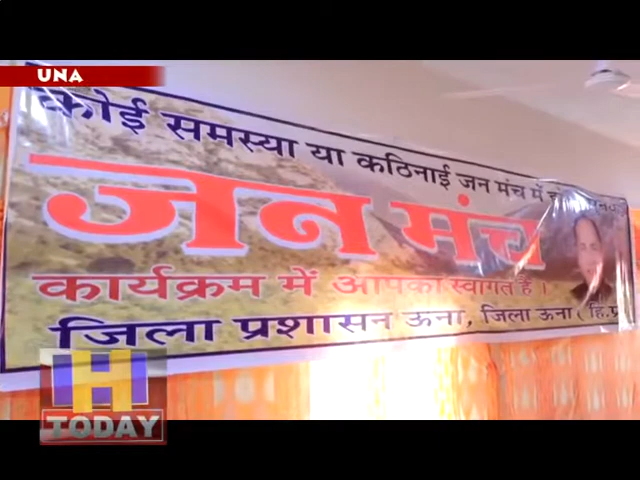 UNA
कोई समस्या या कठिनाई जन मंच में
जन मंच
कार्यक्रम में आपका स्वागत है ।
जिला प्रशासन ऊना, जिला ऊना ( हि.प्र
H
TODAY